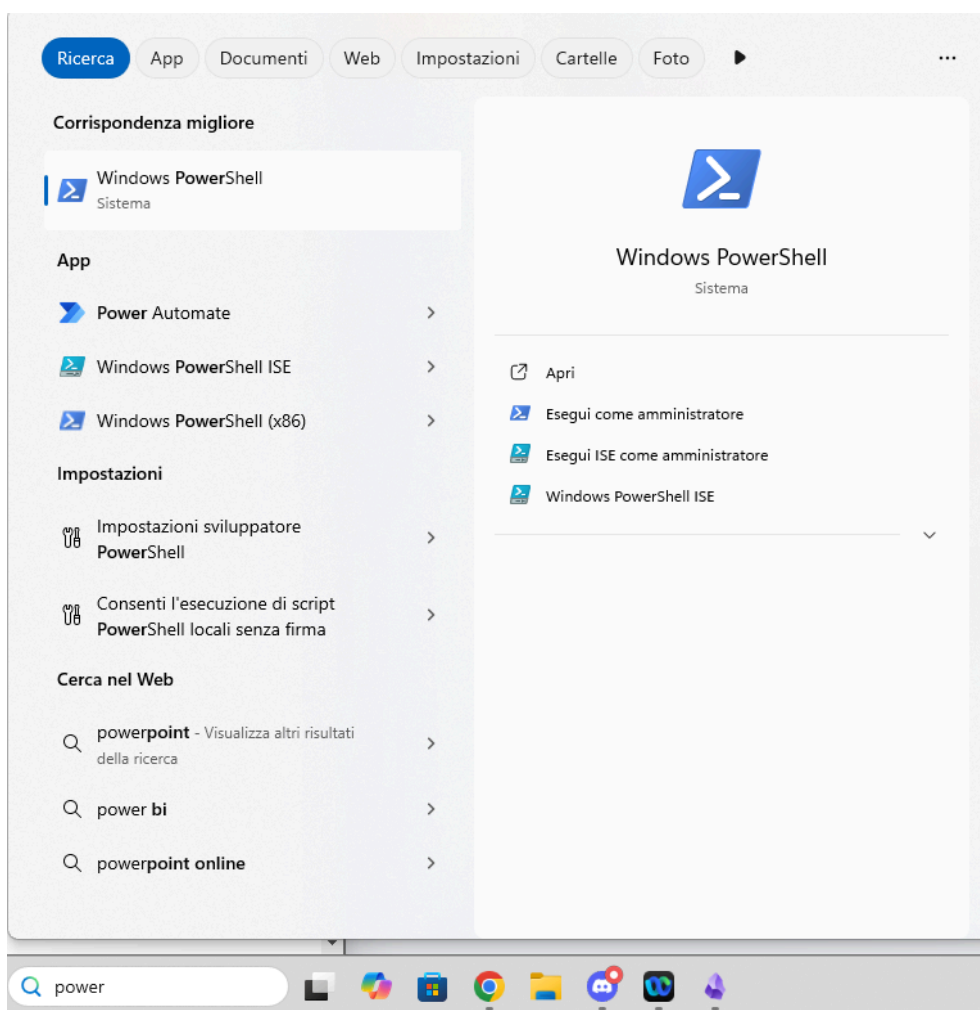 Ricerca App Documenti Web Impostazioni Cartelle Foto
Corrispondenza migliore
Windows PowerShell
Sistema
App
Power Automate
Windows PowerShell ISE
Windows PowerShell (x86)
Impostazioni
Impostazioni sviluppatore
PowerShell
Consenti l'esecuzione di script
PowerShell locali senza firma
Cerca nel Web
powerpoint - Visualizza altri risultati
della ricerca
power bi
powerpoint online
Windows PowerShell
Sistema
Apri
Esegui come amministratore
Esegui ISE come amministratore
Windows PowerShell ISE
power